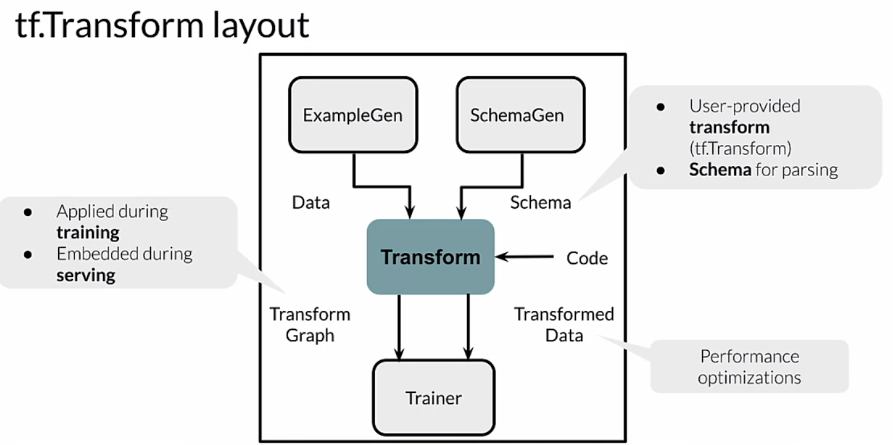 tf.Transform layout
ExampleGen
SchemaGen
● User-provided
transform
(tf.Transform)
● Schema for parsing
Data
Schema
● Applied during
training
● Embedded during
serving
Transform
Code
Transform
Graph
Transformed
Data
Performance
optimizations
Trainer